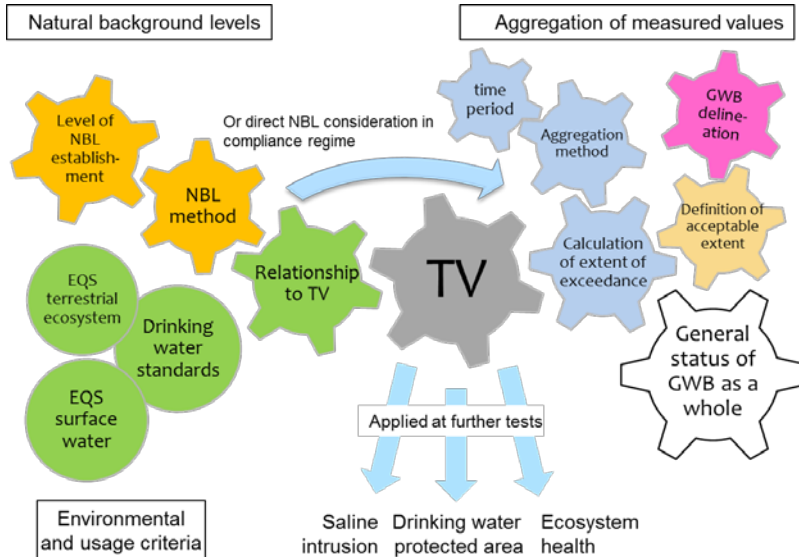 Natural background levels
Aggregation of measured values
Level of
NBL
establish-
ment
NBL
method
Or direct NBL consideration in
compliance regime
time
period
Aggregation
method
GWB
deline-
ation
Relationship
to TV
TV
Calculation
of extent of
exceedance
Definition of
acceptable
extent
EQS
terrestrial
ecosystem
Drinking
water
standards
EQS
surface
water
General
status of
GWB as a
whole
Applied at further tests
Environmental
and usage criteria
Saline
intrusion
Drinking water
protected area
Ecosystem
health